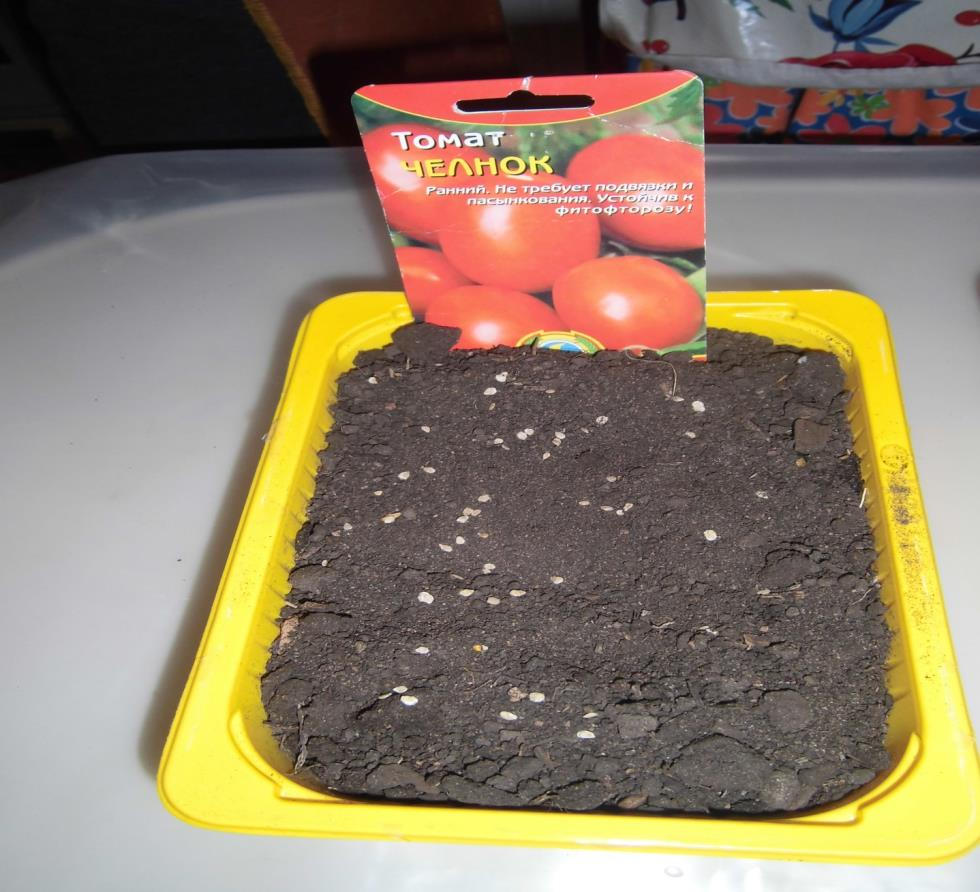 Томат
ЧЕЛНОК
Ранний. Не требует подвязки и
пасынкования. Устойчив к
фитофторозу!